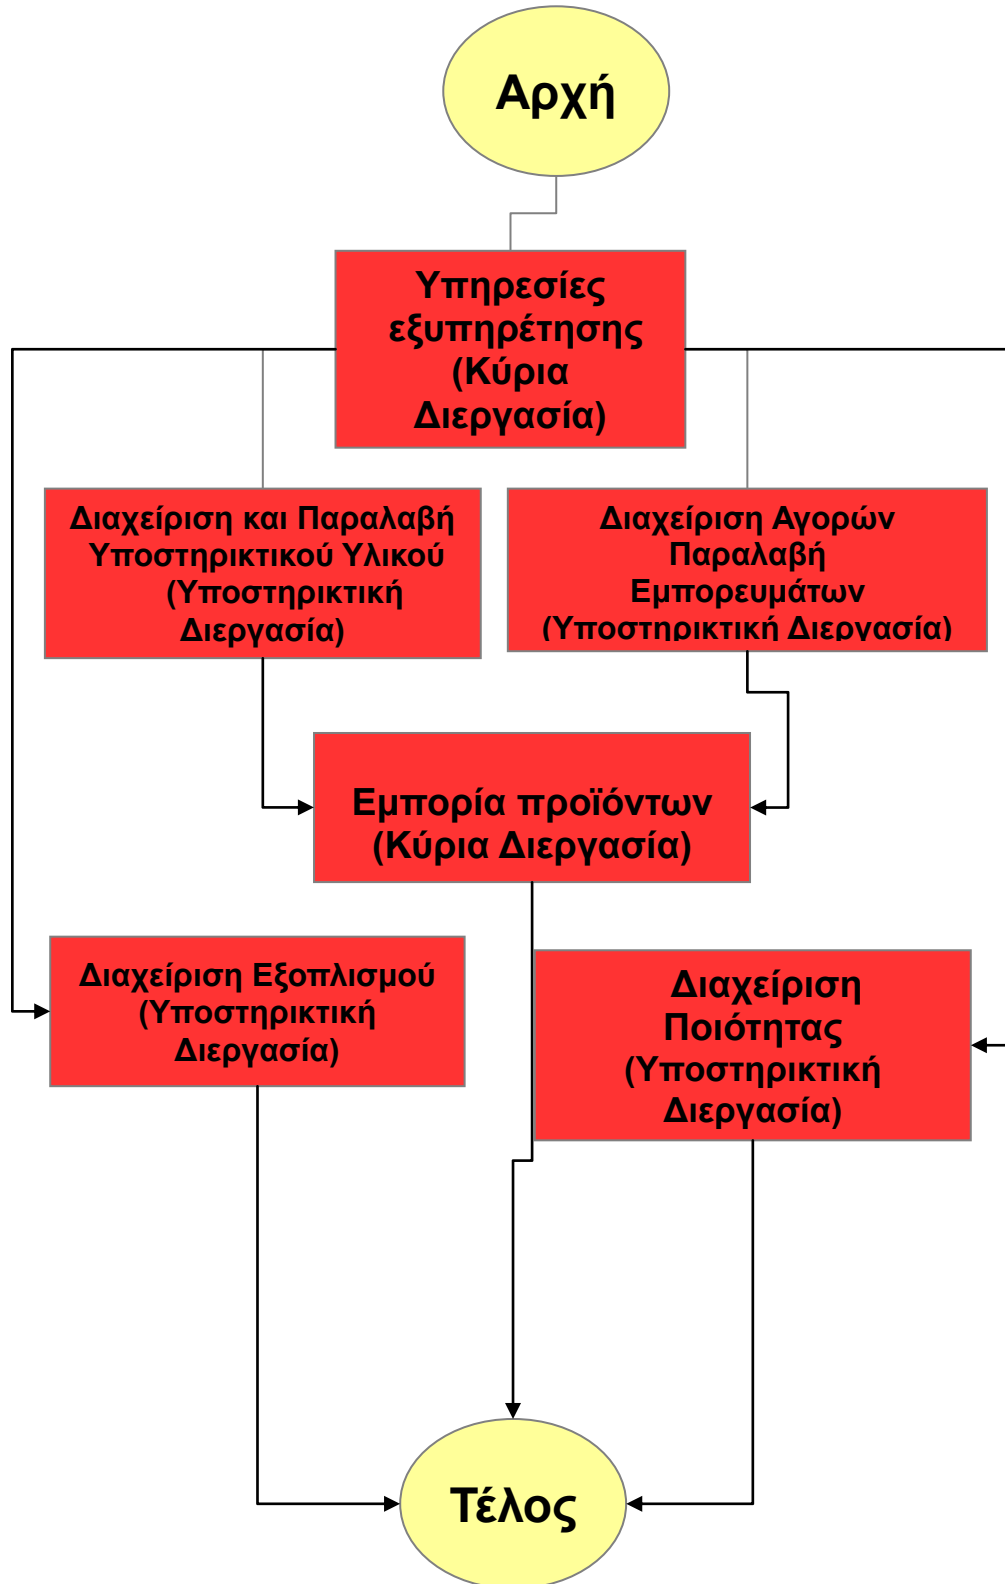 Αρχή
Υπηρεσίες
εξυπηρέτησης
(Κύρια
Διεργασία)
Διαχείριση και Παραλαβή
Υποστηρικτικού Υλικού
(Υποστηρικτική
Διεργασία)
Διαχείριση Αγορών
Παραλαβή
Εμπορευμάτων
(Υποστηρικτική Διεργασία)
Εμπορία προϊόντων
(Κύρια Διεργασία)
Διαχείριση Εξοπλισμού
(Υποστηρικτική
Διεργασία)
Διαχείριση
Ποιότητας
(Υποστηρικτική
Διεργασία)
Τέλος